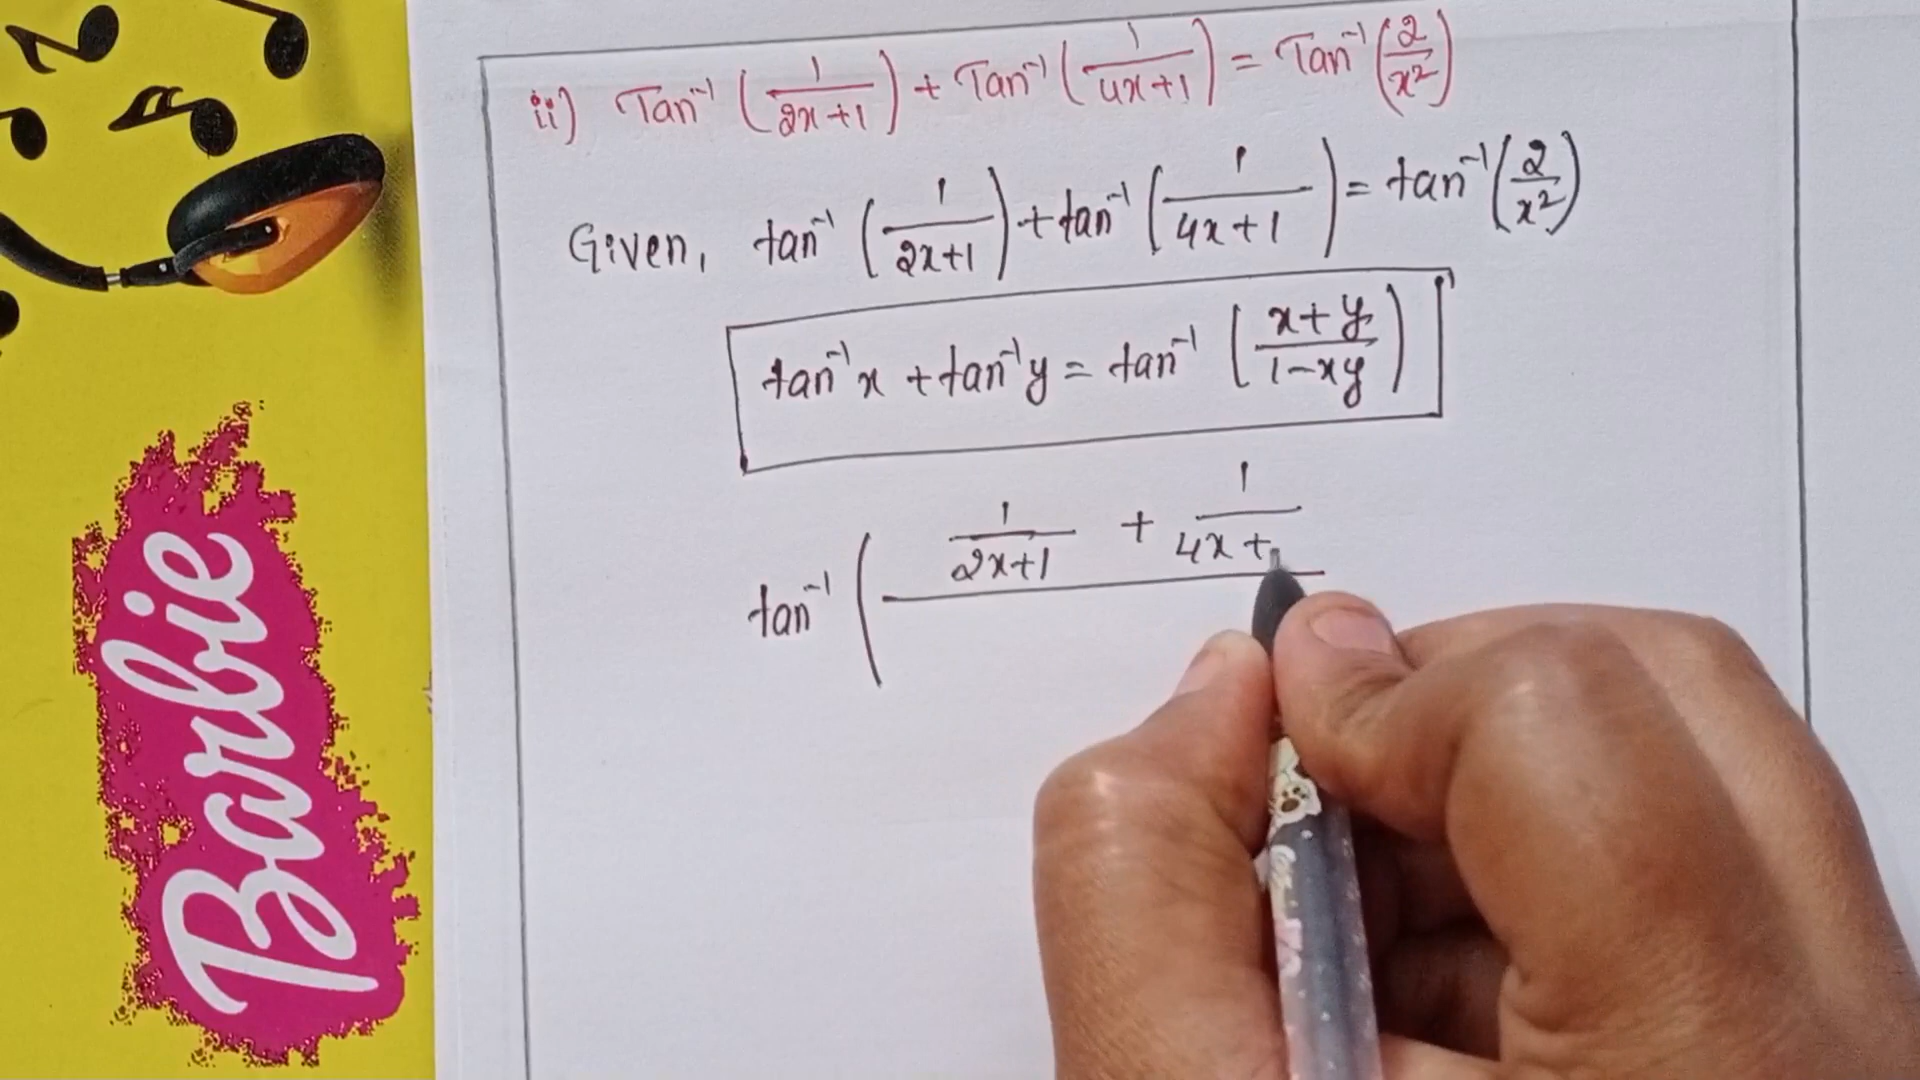 ii) Tan⁻¹ (1/(2x+1)) + Tan⁻¹ (1/(4x+1)) = Tan⁻¹ (2/x²)
Given, tan⁻¹ (1/(2x+1)) + tan⁻¹ (1/(4x+1)) = tan⁻¹ (2/x²)
tan⁻¹x + tan⁻¹y = tan⁻¹ ((x+y)/(1-xy))
tan⁻¹ ( 1/(2x+1) + 1/(4x+
Barbie